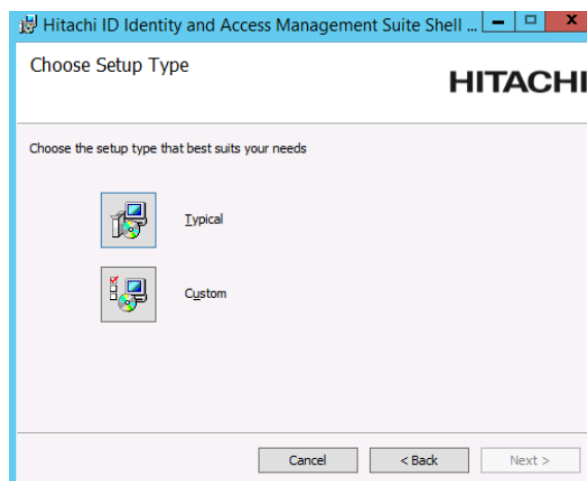 Hitachi ID Identity and Access Management Suite Shell ...
Choose Setup Type
HITACHI
Choose the setup type that best suits your needs
Typical
Custom
Cancel
< Back
Next >